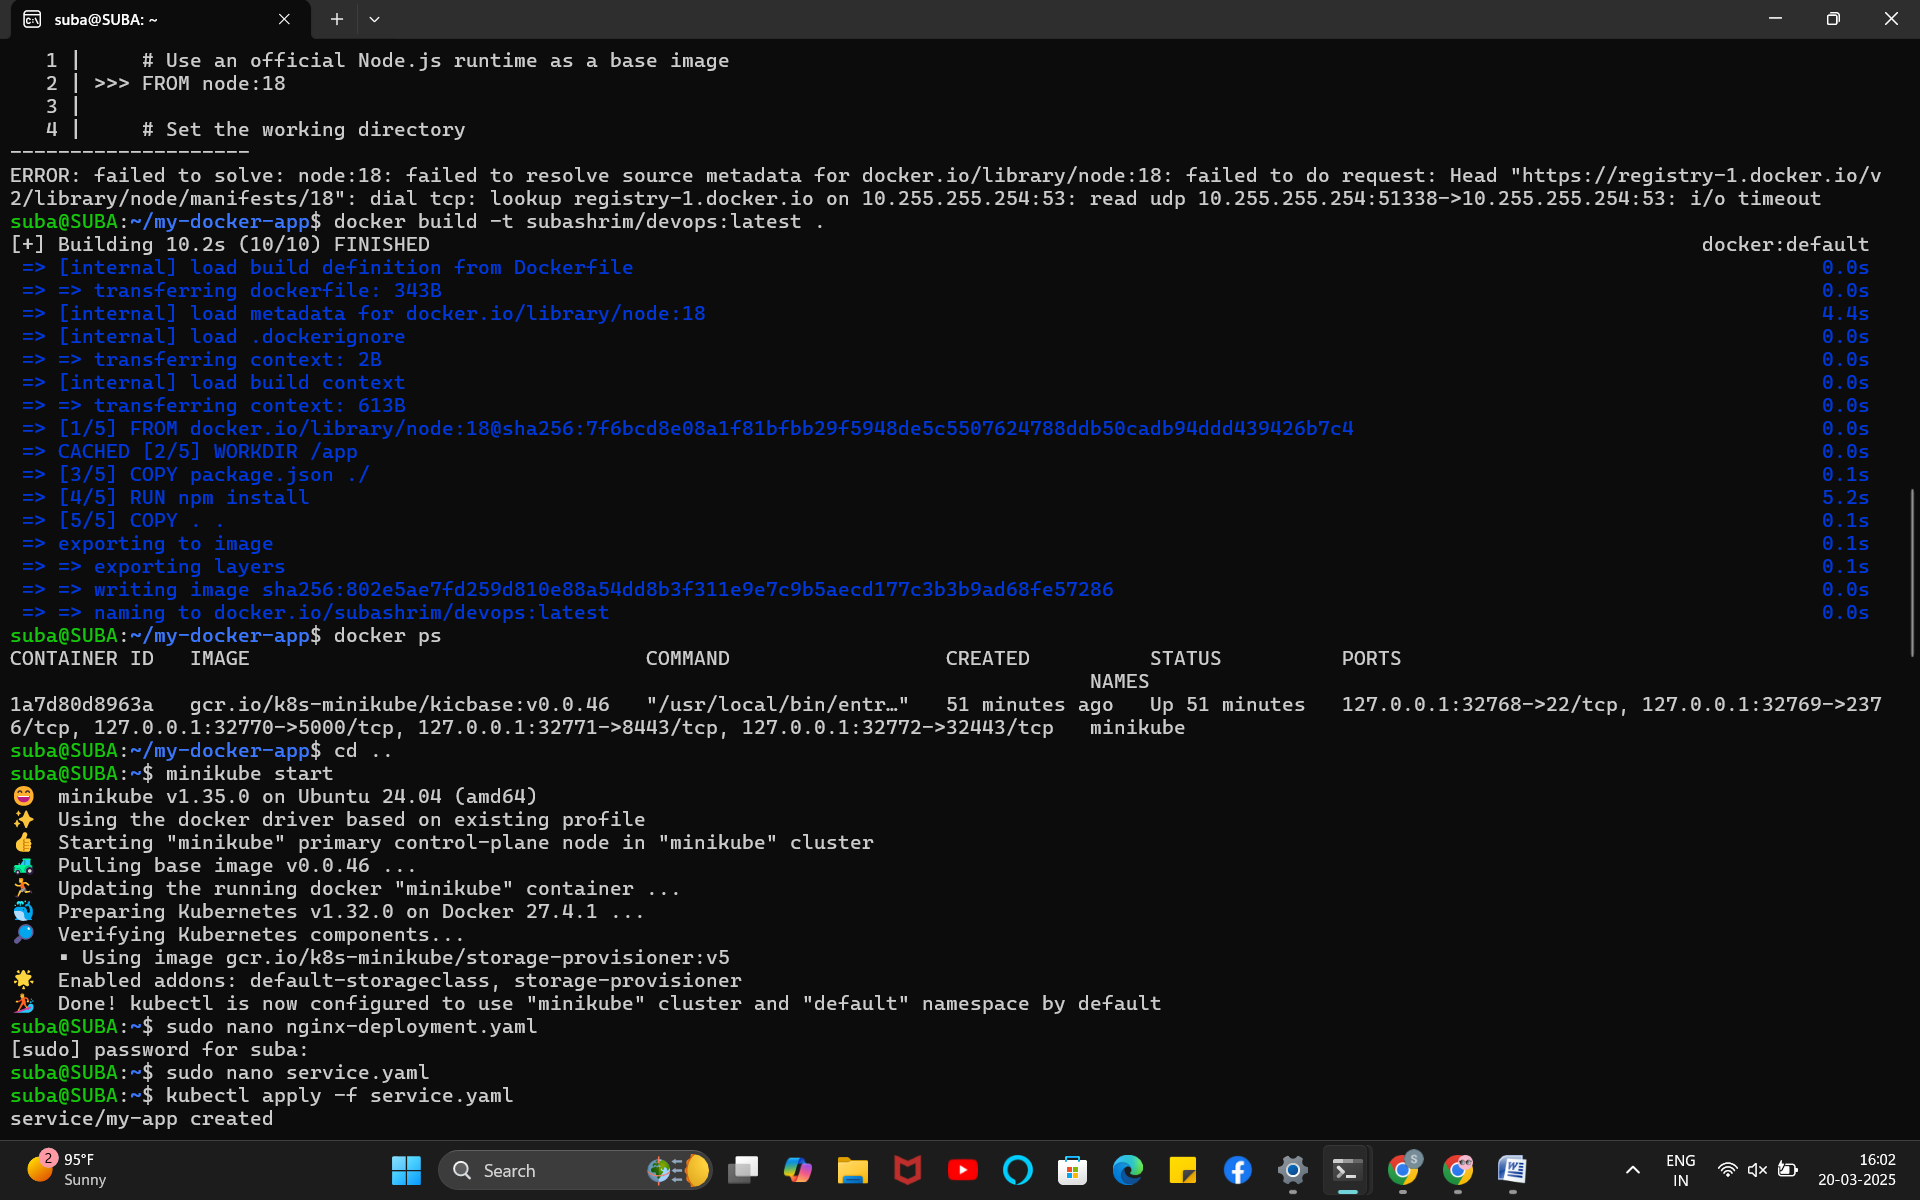 suba@SUBA: ~
1 | # Use an official Node.js runtime as a base image
2 | >>> FROM node:18
3 |
4 | # Set the working directory
--------------------
ERROR: failed to solve: node:18: failed to resolve source metadata for docker.io/library/node:18: failed to do request: Head "https://registry-1.docker.io/v
2/library/node/manifests/18": dial tcp: lookup registry-1.docker.io on 10.255.255.254:53: read udp 10.255.255.254:51338->10.255.255.254:53: i/o timeout
suba@SUBA:~/my-docker-app$ docker build -t subashrim/devops:latest .
[+] Building 10.2s (10/10) FINISHED docker:default
=> [internal] load build definition from Dockerfile 0.0s
=> => transferring dockerfile: 343B 0.0s
=> [internal] load metadata for docker.io/library/node:18 4.4s
=> [internal] load .dockerignore 0.0s
=> => transferring context: 2B 0.0s
=> [internal] load build context 0.0s
=> => transferring context: 613B 0.0s
=> [1/5] FROM docker.io/library/node:18@sha256:7f6bcd8e08a1f81bfbb29f5948de5c5507624788ddb50cadb94ddd439426b7c4 0.0s
=> CACHED [2/5] WORKDIR /app 0.0s
=> [3/5] COPY package.json ./ 0.1s
=> [4/5] RUN npm install 5.2s
=> [5/5] COPY . . 0.1s
=> exporting to image 0.1s
=> => exporting layers 0.1s
=> => writing image sha256:802e5ae7fd259d810e88a54dd8b3f311e9e7c9b5aecd177c3b3b9ad68fe57286 0.0s
=> => naming to docker.io/subashrim/devops:latest 0.0s
suba@SUBA:~/my-docker-app$ docker ps
CONTAINER ID IMAGE COMMAND CREATED STATUS PORTS
NAMES
1a7d80d8963a gcr.io/k8s-minikube/kicbase:v0.0.46 "/usr/local/bin/entr…" 51 minutes ago Up 51 minutes 127.0.0.1:32768->22/tcp, 127.0.0.1:32769->237
6/tcp, 127.0.0.1:32770->5000/tcp, 127.0.0.1:32771->8443/tcp, 127.0.0.1:32772->32443/tcp minikube
suba@SUBA:~/my-docker-app$ cd ..
suba@SUBA:~$ minikube start
😄 minikube v1.35.0 on Ubuntu 24.04 (amd64)
✨ Using the docker driver based on existing profile
👍 Starting "minikube" primary control-plane node in "minikube" cluster
🚜 Pulling base image v0.0.46 ...
🏃 Updating the running docker "minikube" container ...
🐳 Preparing Kubernetes v1.32.0 on Docker 27.4.1 ...
🔎 Verifying Kubernetes components...
▪ Using image gcr.io/k8s-minikube/storage-provisioner:v5
🌟 Enabled addons: default-storageclass, storage-provisioner
🏄 Done! kubectl is now configured to use "minikube" cluster and "default" namespace by default
suba@SUBA:~$ sudo nano nginx-deployment.yaml
[sudo] password for suba:
suba@SUBA:~$ sudo nano service.yaml
suba@SUBA:~$ kubectl apply -f service.yaml
service/my-app created
2
95°F
Sunny
Search
S
ENG
IN
16:02
20-03-2025